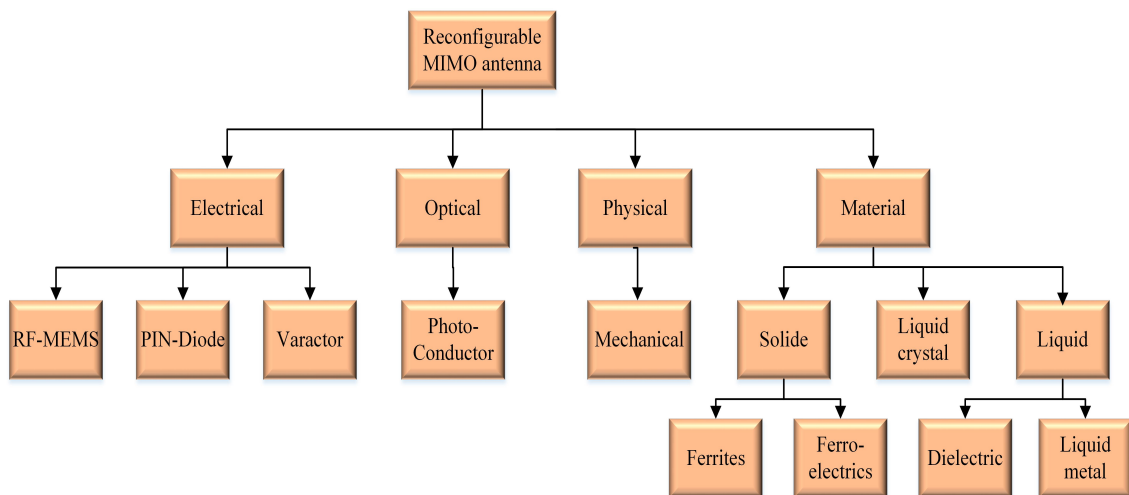 Reconfigurable
MIMO antenna
Electrical
Optical
Physical
Material
RF-MEMS
PIN-Diode
Varactor
Photo-
Conductor
Mechanical
Solide
Liquid
crystal
Liquid
Ferrites
Ferro-
electrics
Dielectric
Liquid
metal